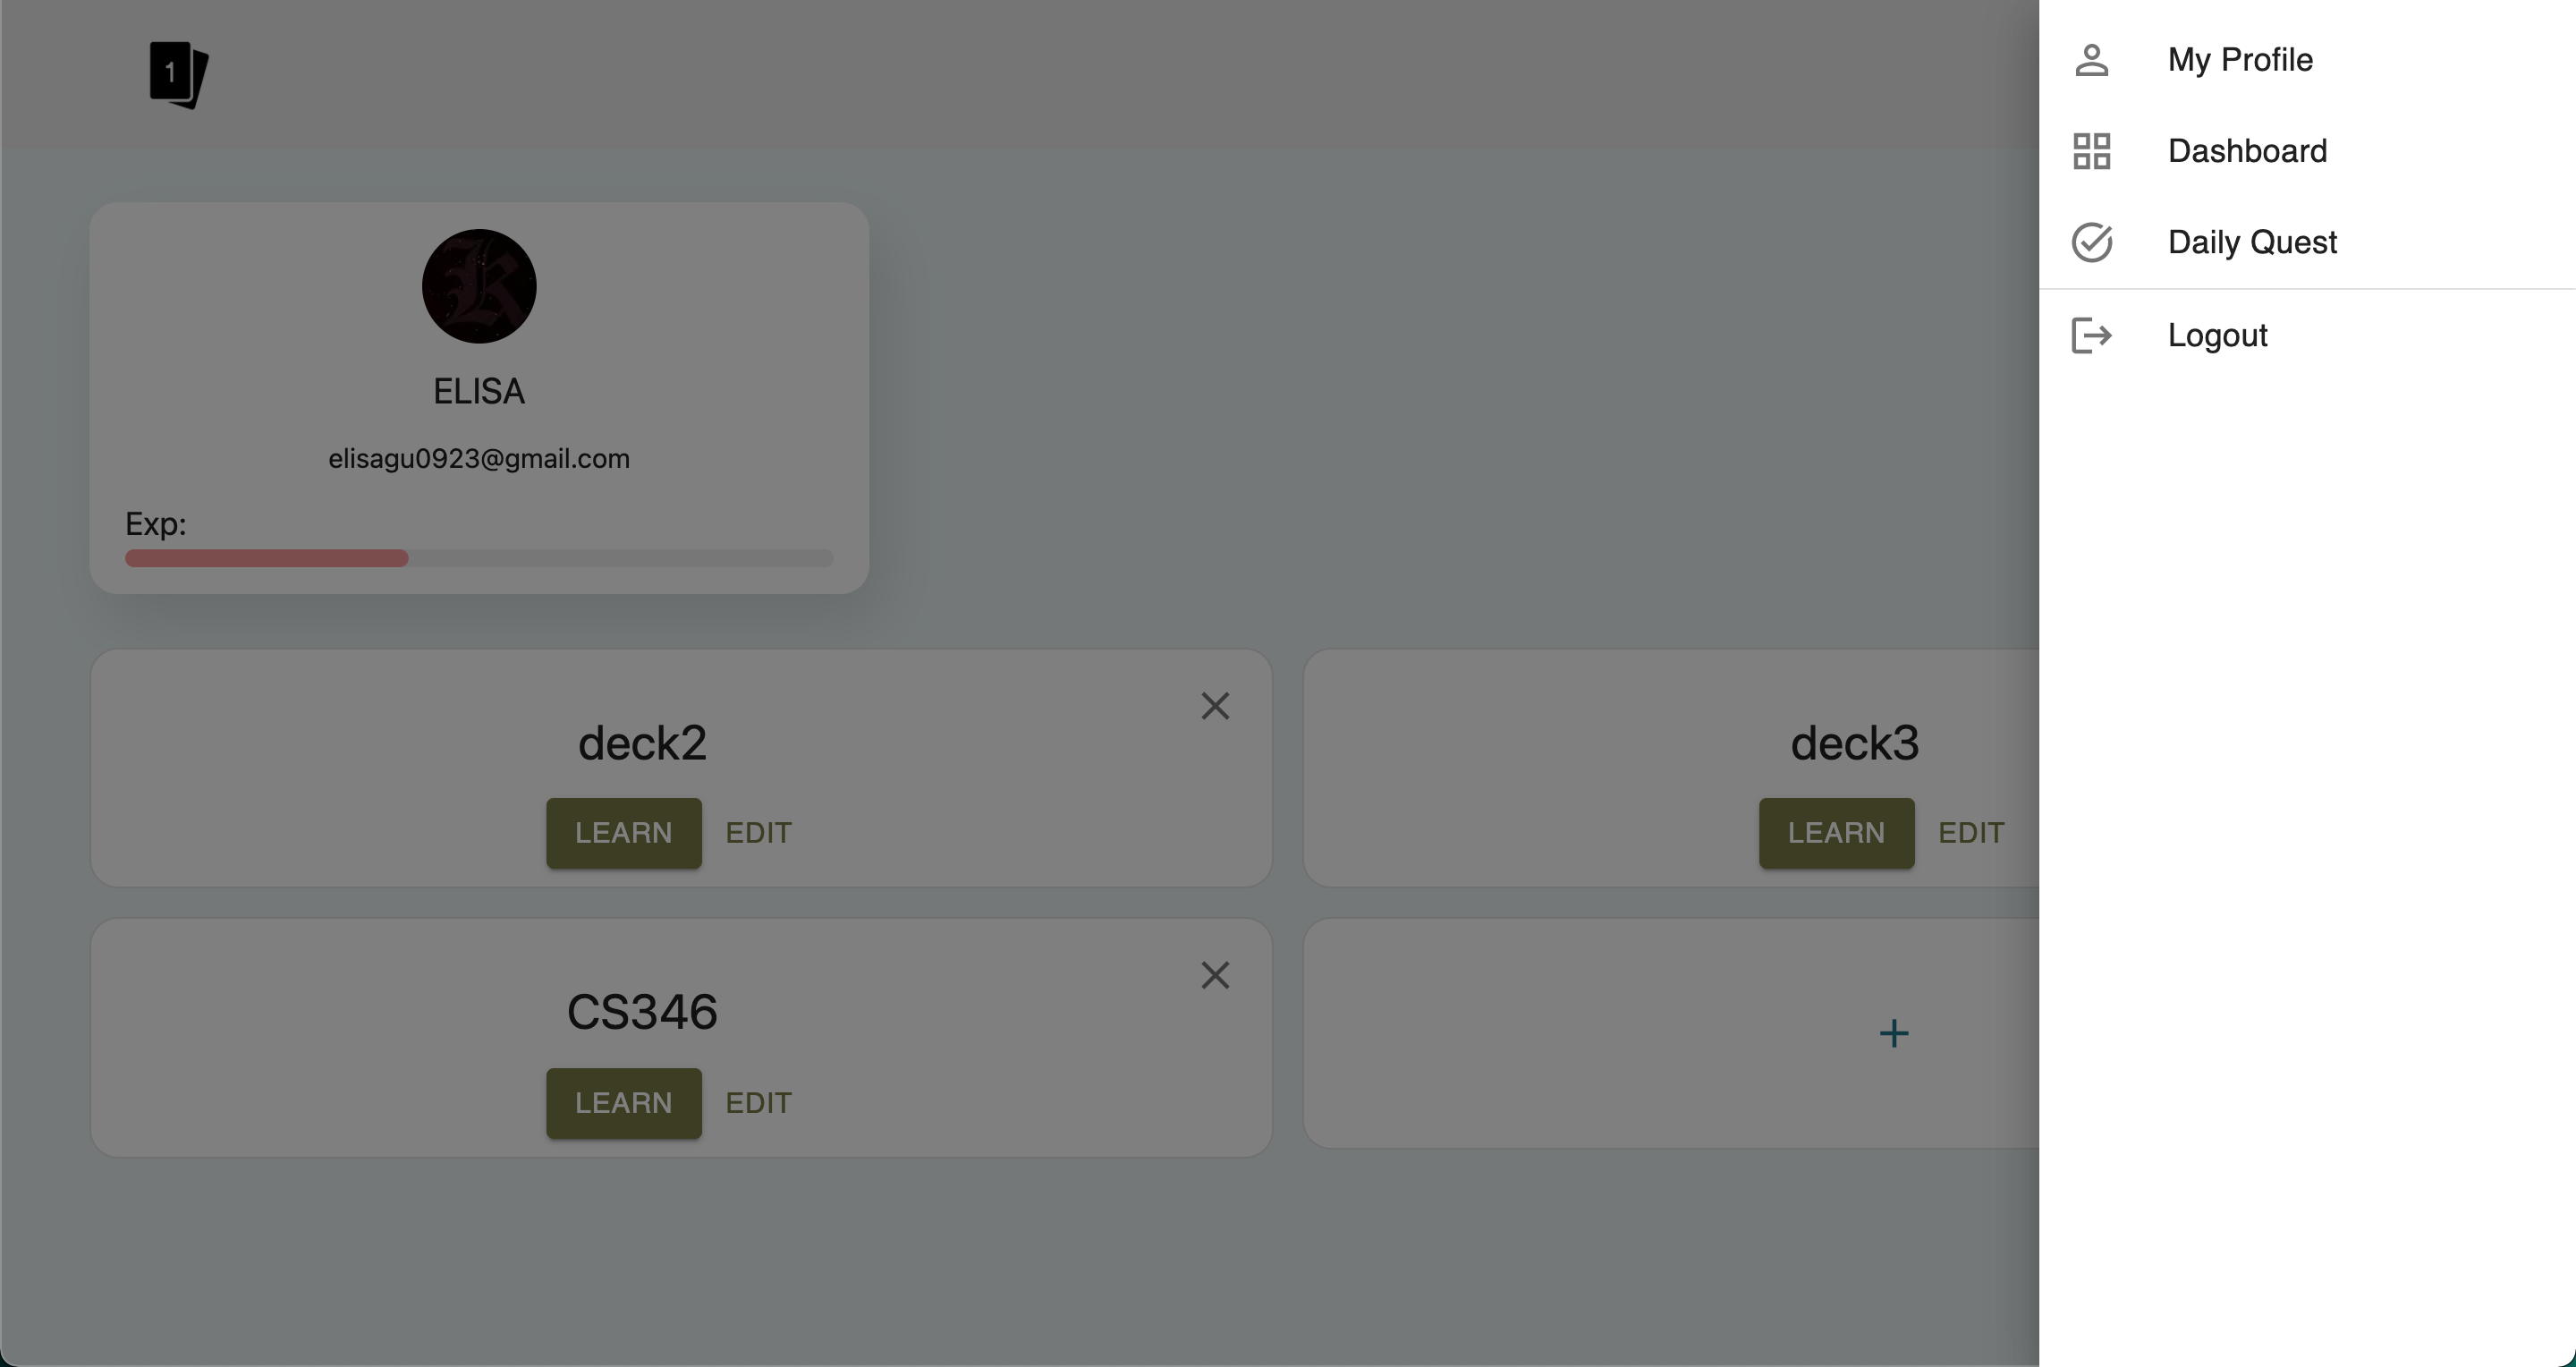 1
ELISA
elisagu0923@gmail.com
Exp:
deck2
LEARN EDIT
deck3
LEARN EDIT
CS346
LEARN EDIT
+
My Profile
Dashboard
Daily Quest
Logout